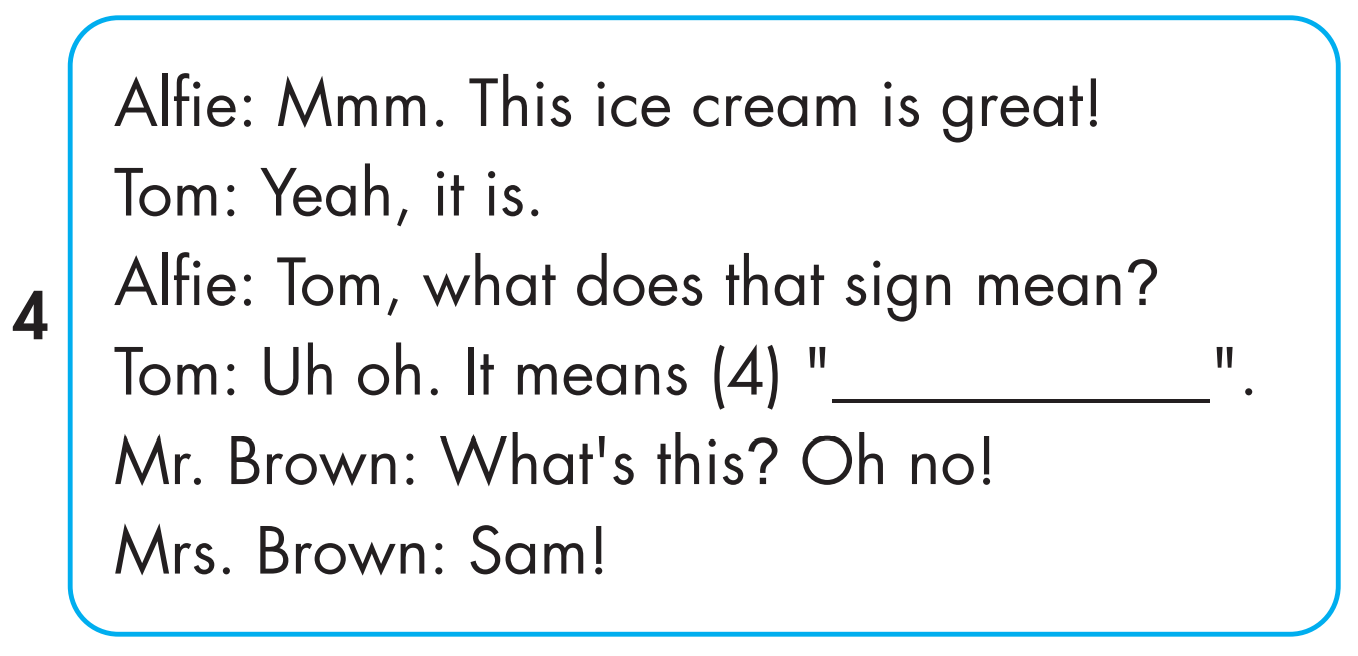 4
Alfie: Mmm. This ice cream is great!
Tom: Yeah, it is.
Alfie: Tom, what does that sign mean?
Tom: Uh oh. It means (4) "__________".
Mr. Brown: What's this? Oh no!
Mrs. Brown: Sam!